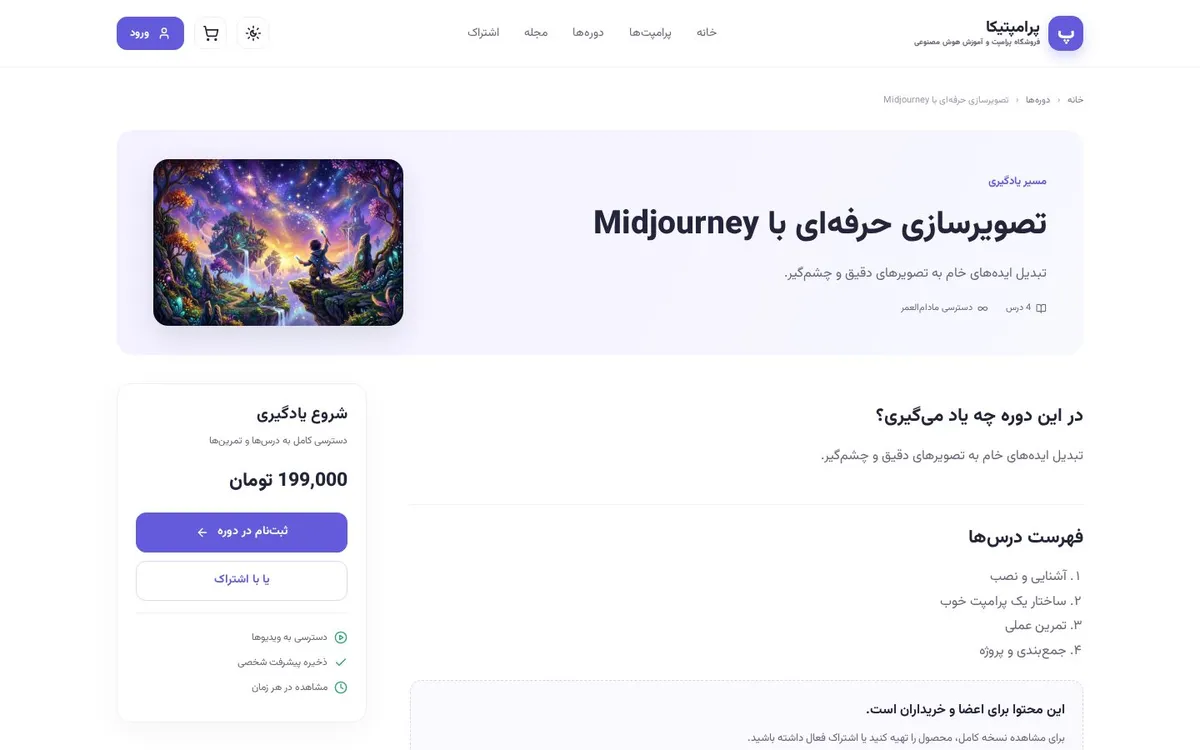 پ
پرامپتیکا
فروشگاه پرامپت و آموزش هوش مصنوعی
خانه
پرامپت‌ها
دوره‌ها
مجله
اشتراک
ورود
خانه › دوره‌ها › تصویرسازی حرفه‌ای با Midjourney
مسیر یادگیری
تصویرسازی حرفه‌ای با Midjourney
تبدیل ایده‌های خام به تصویرهای دقیق و چشم‌گیر.
4 درس
دسترسی مادام‌العمر
در این دوره چه یاد می‌گیری؟
تبدیل ایده‌های خام به تصویرهای دقیق و چشم‌گیر.
فهرست درس‌ها
۱. آشنایی و نصب
۲. ساختار یک پرامپت خوب
۳. تمرین عملی
۴. جمع‌بندی و پروژه
این محتوا برای اعضا و خریداران است.
برای مشاهده نسخه کامل، محصول را تهیه کنید یا اشتراک فعال داشته باشید.
شروع یادگیری
دسترسی کامل به درس‌ها و تمرین‌ها
199,000 تومان
ثبت‌نام در دوره ←
یا با اشتراک
دسترسی به ویدیوها
ذخیره پیشرفت شخصی
مشاهده در هر زمان